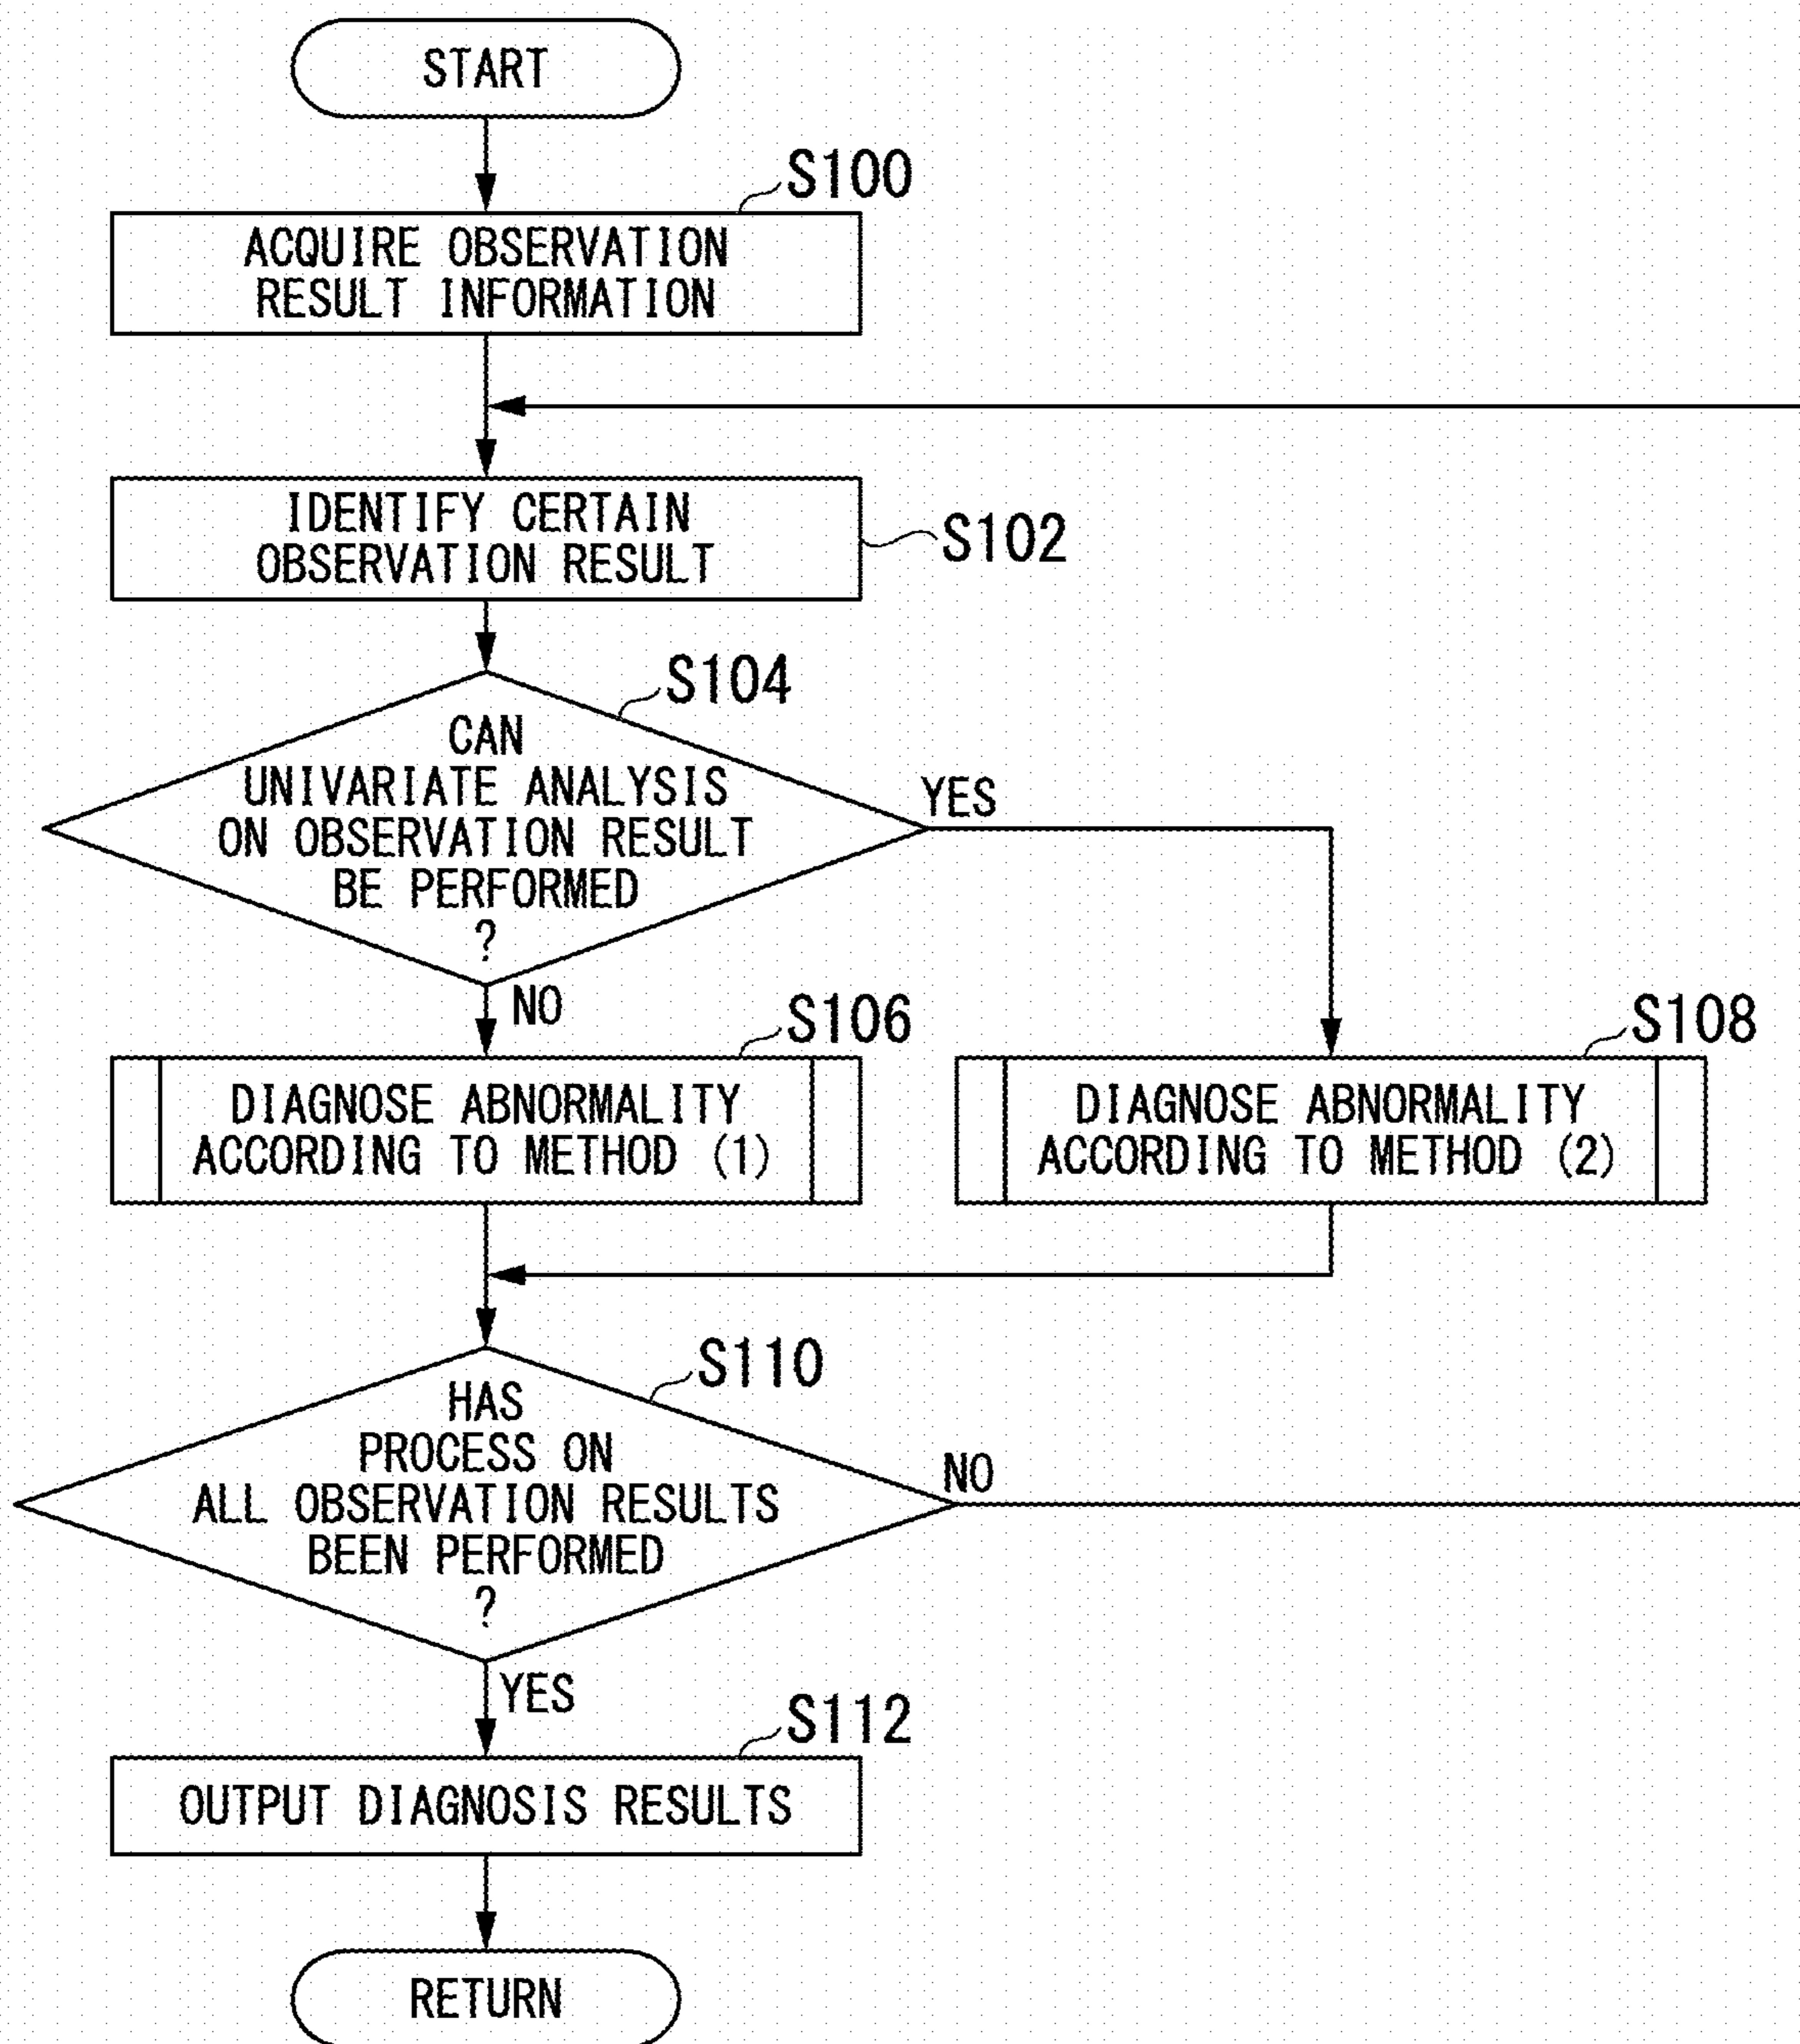 START
S100
ACQUIRE OBSERVATION
RESULT INFORMATION
IDENTIFY CERTAIN
OBSERVATION RESULT
S102
S104
CAN
UNIVARIATE ANALYSIS
ON OBSERVATION RESULT
BE PERFORMED
?
YES
NO
S106
DIAGNOSE ABNORMALITY
ACCORDING TO METHOD (1)
S108
DIAGNOSE ABNORMALITY
ACCORDING TO METHOD (2)
S110
HAS
PROCESS ON
ALL OBSERVATION RESULTS
BEEN PERFORMED
?
NO
YES
S112
OUTPUT DIAGNOSIS RESULTS
RETURN